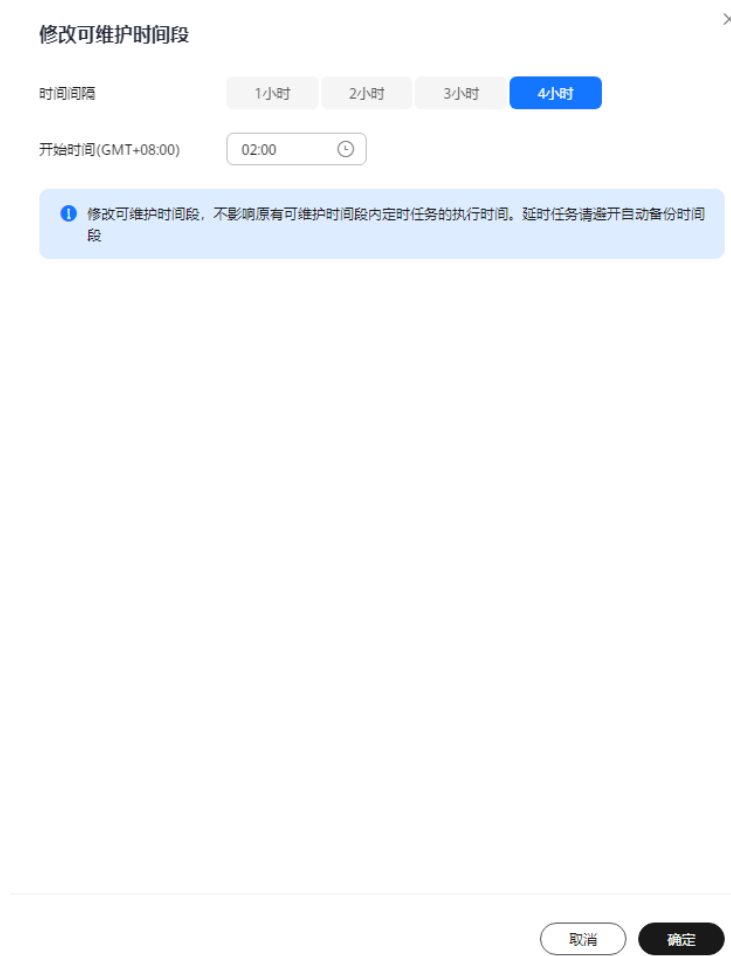 修改可维护时间段
时间间隔 1小时 2小时 3小时 4小时
开始时间(GMT+08:00) 02:00
修改可维护时间段，不影响原有可维护时间段内定时任务的执行时间。延时任务请避开自动备份时间
段
取消 确定